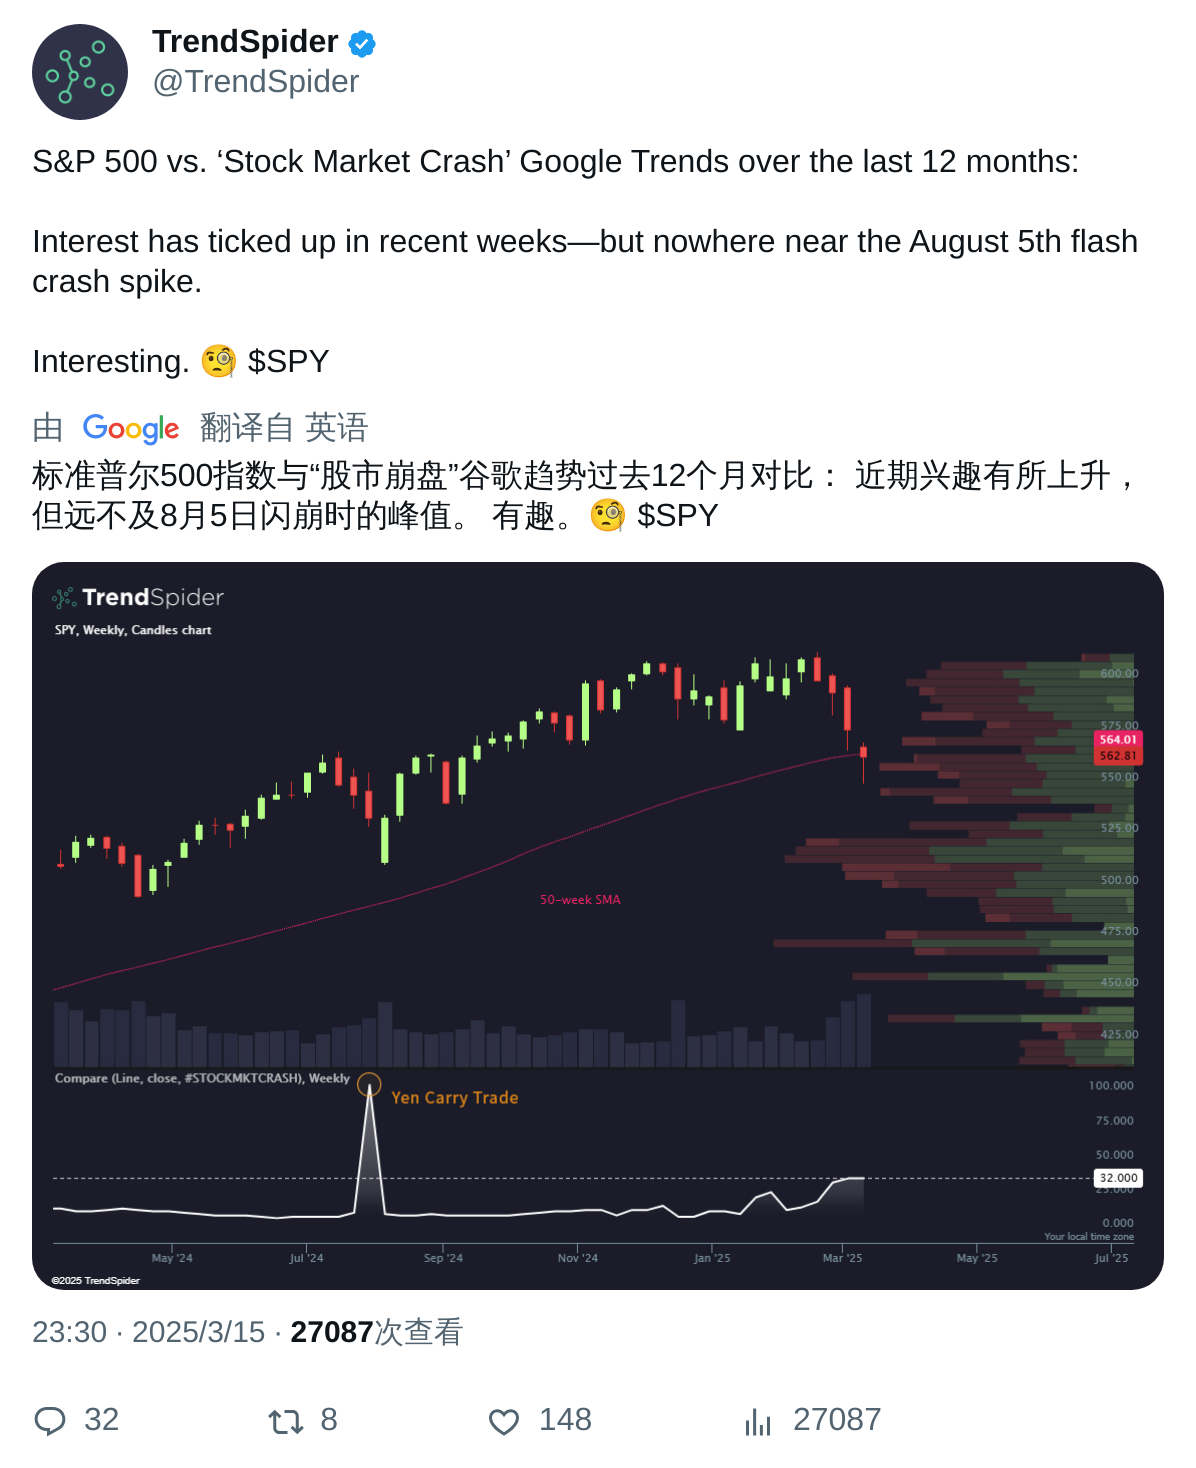 TrendSpider
@TrendSpider
S&P 500 vs. ‘Stock Market Crash’ Google Trends over the last 12 months:
Interest has ticked up in recent weeks—but nowhere near the August 5th flash
crash spike.
Interesting. 🧐 $SPY
由 Google 翻译自 英语
标准普尔500指数与“股市崩盘”谷歌趋势过去12个月对比： 近期兴趣有所上升，
但远不及8月5日闪崩时的峰值。 有趣。🧐 $SPY
TrendSpider
SPY, Weekly, Candles chart
600.00
575.00
564.01
562.81
550.00
525.00
500.00
50-week SMA
475.00
450.00
425.00
Compare (Line, close, #STOCKMKTCRASH), Weekly
100.000
Yen Carry Trade
75.000
50.000
32.000
25.000
0.000
Your local time zone
May '24 Jul '24 Sep '24 Nov '24 Jan '25 Mar '25 May '25 Jul '25
©2025 TrendSpider
23:30 · 2025/3/15 · 27087次查看
32 8 148 27087